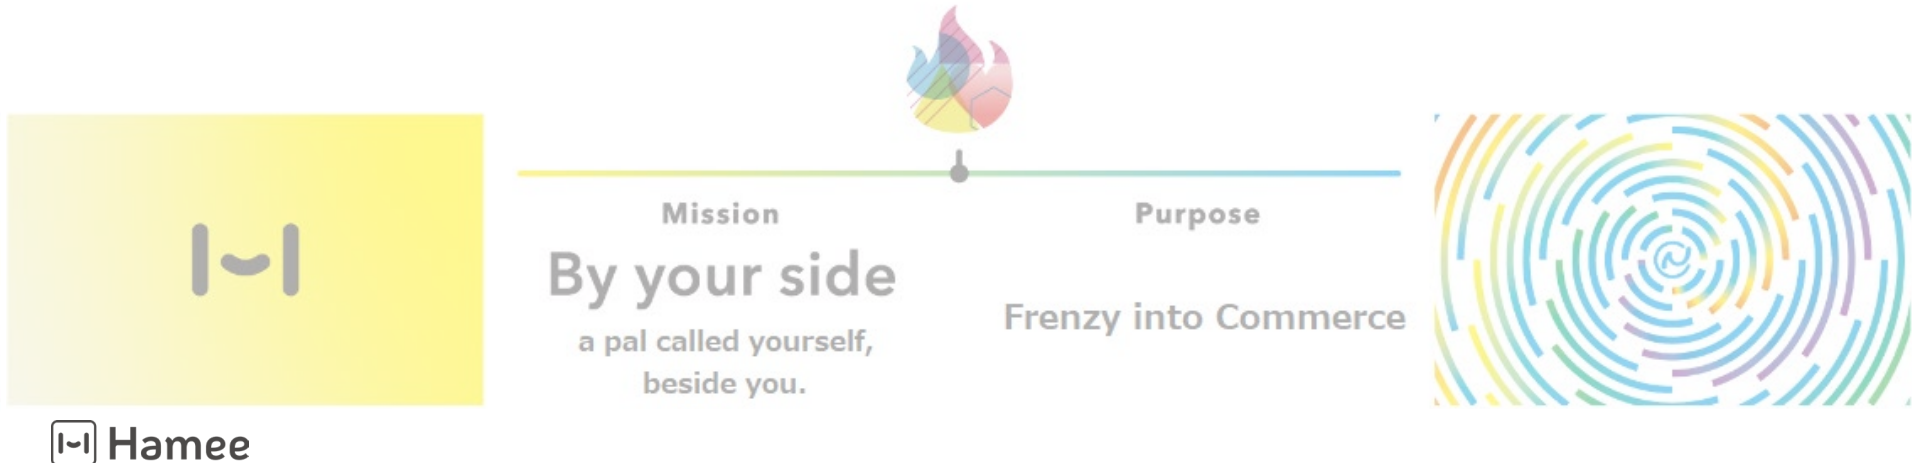 Mission
By your side
a pal called yourself,
beside you.
Purpose
Frenzy into Commerce
Hamee